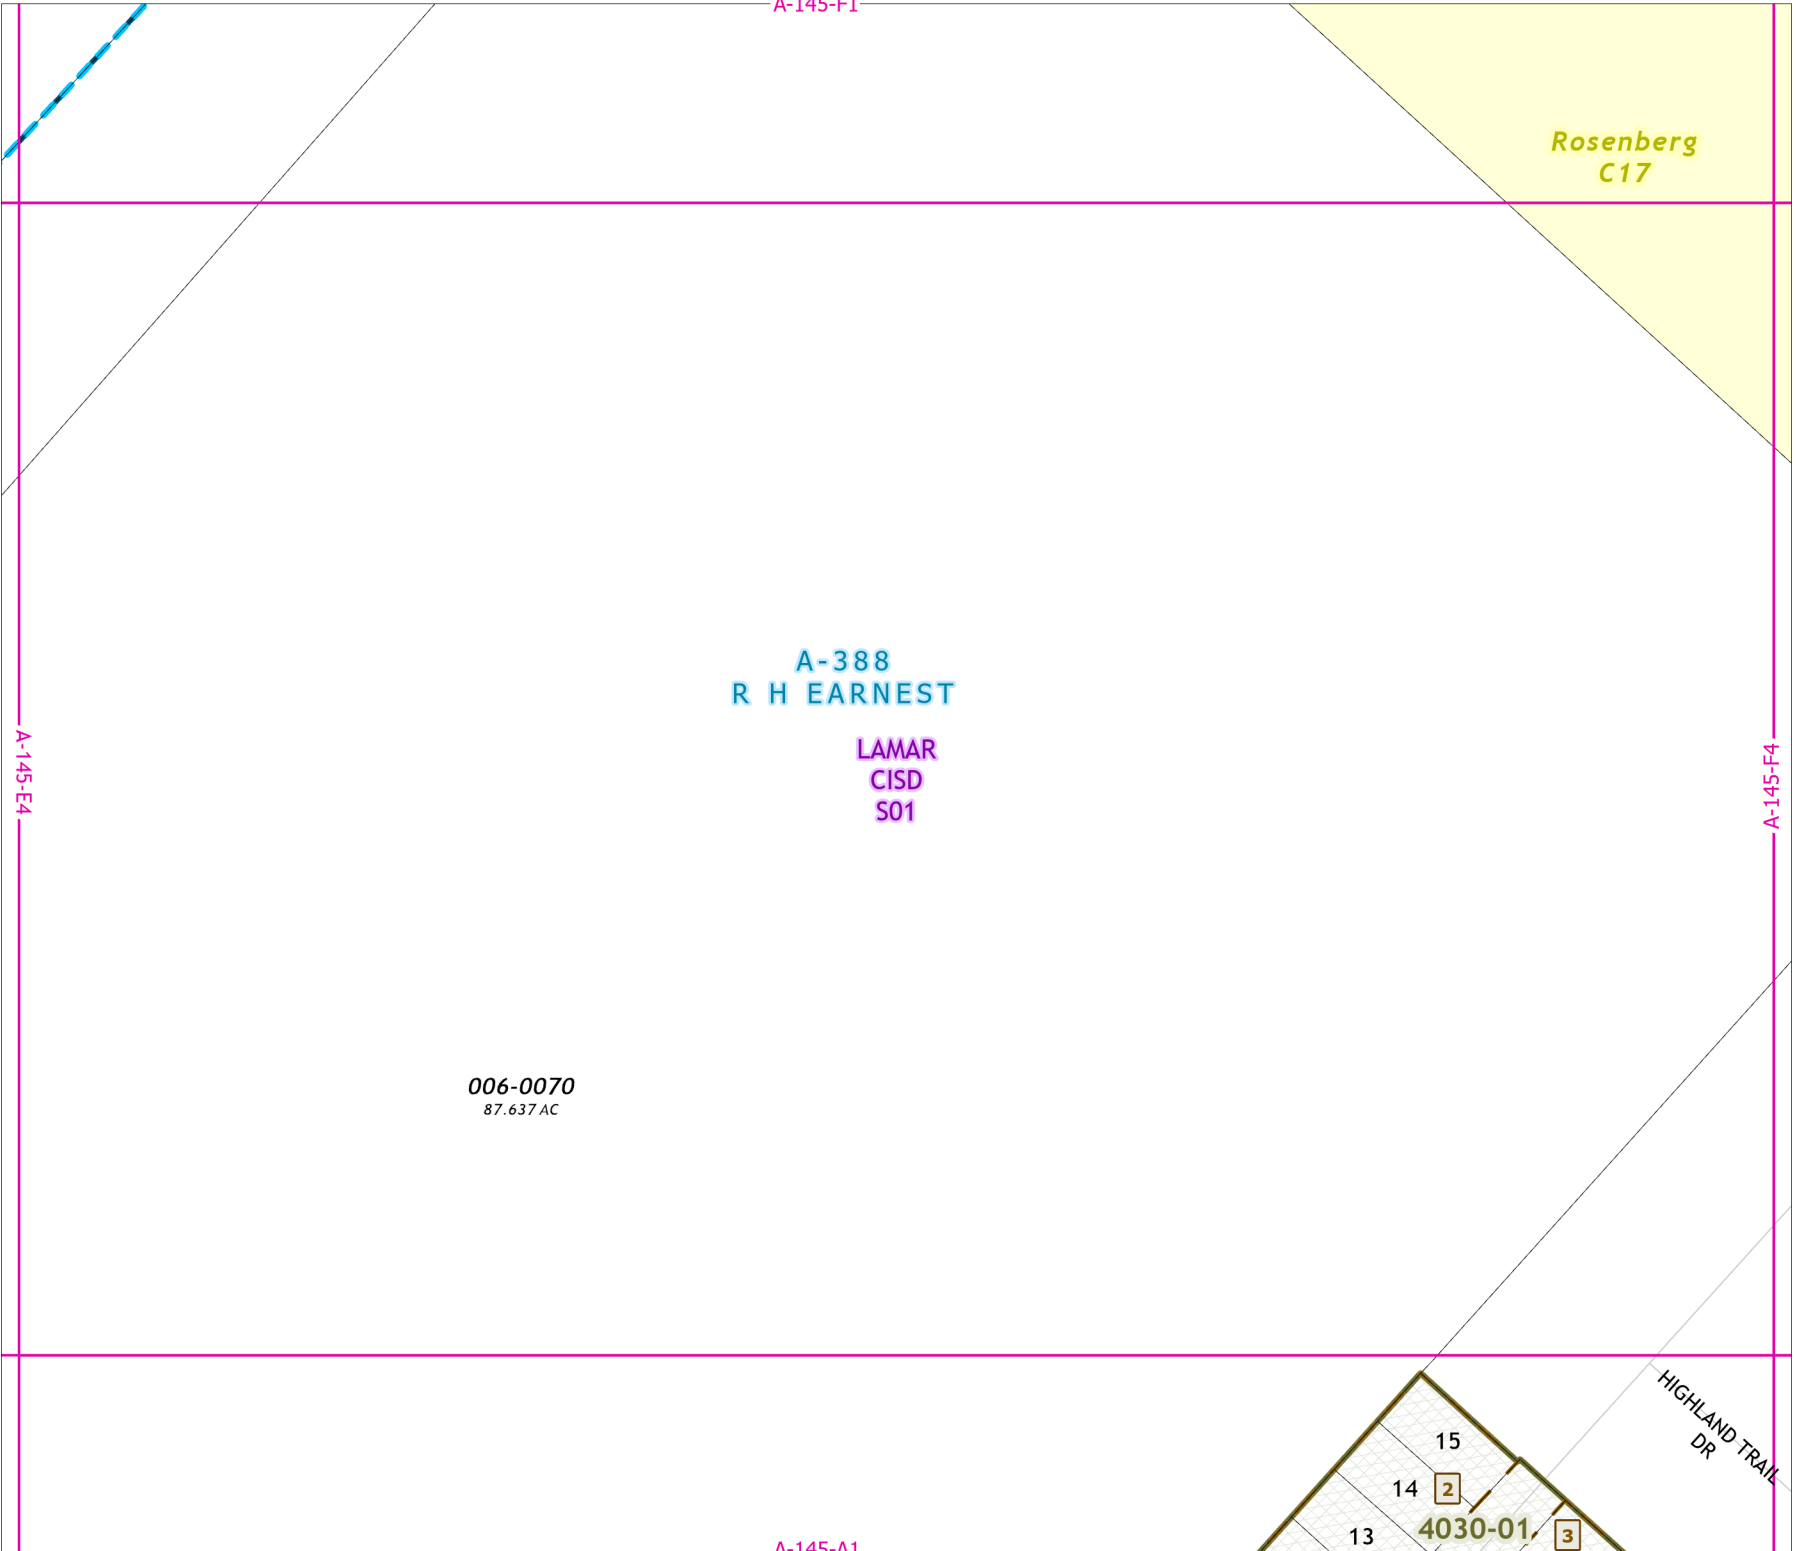 A-145-F1
Rosenberg
C17
A-388
R H EARNEST
LAMAR
CISD
S01
A-145-E4
A-145-F4
006-0070
87.637 AC
HIGHLAND TRAIL
DR
15
14
2
4030-01
13
3
A-145-A1